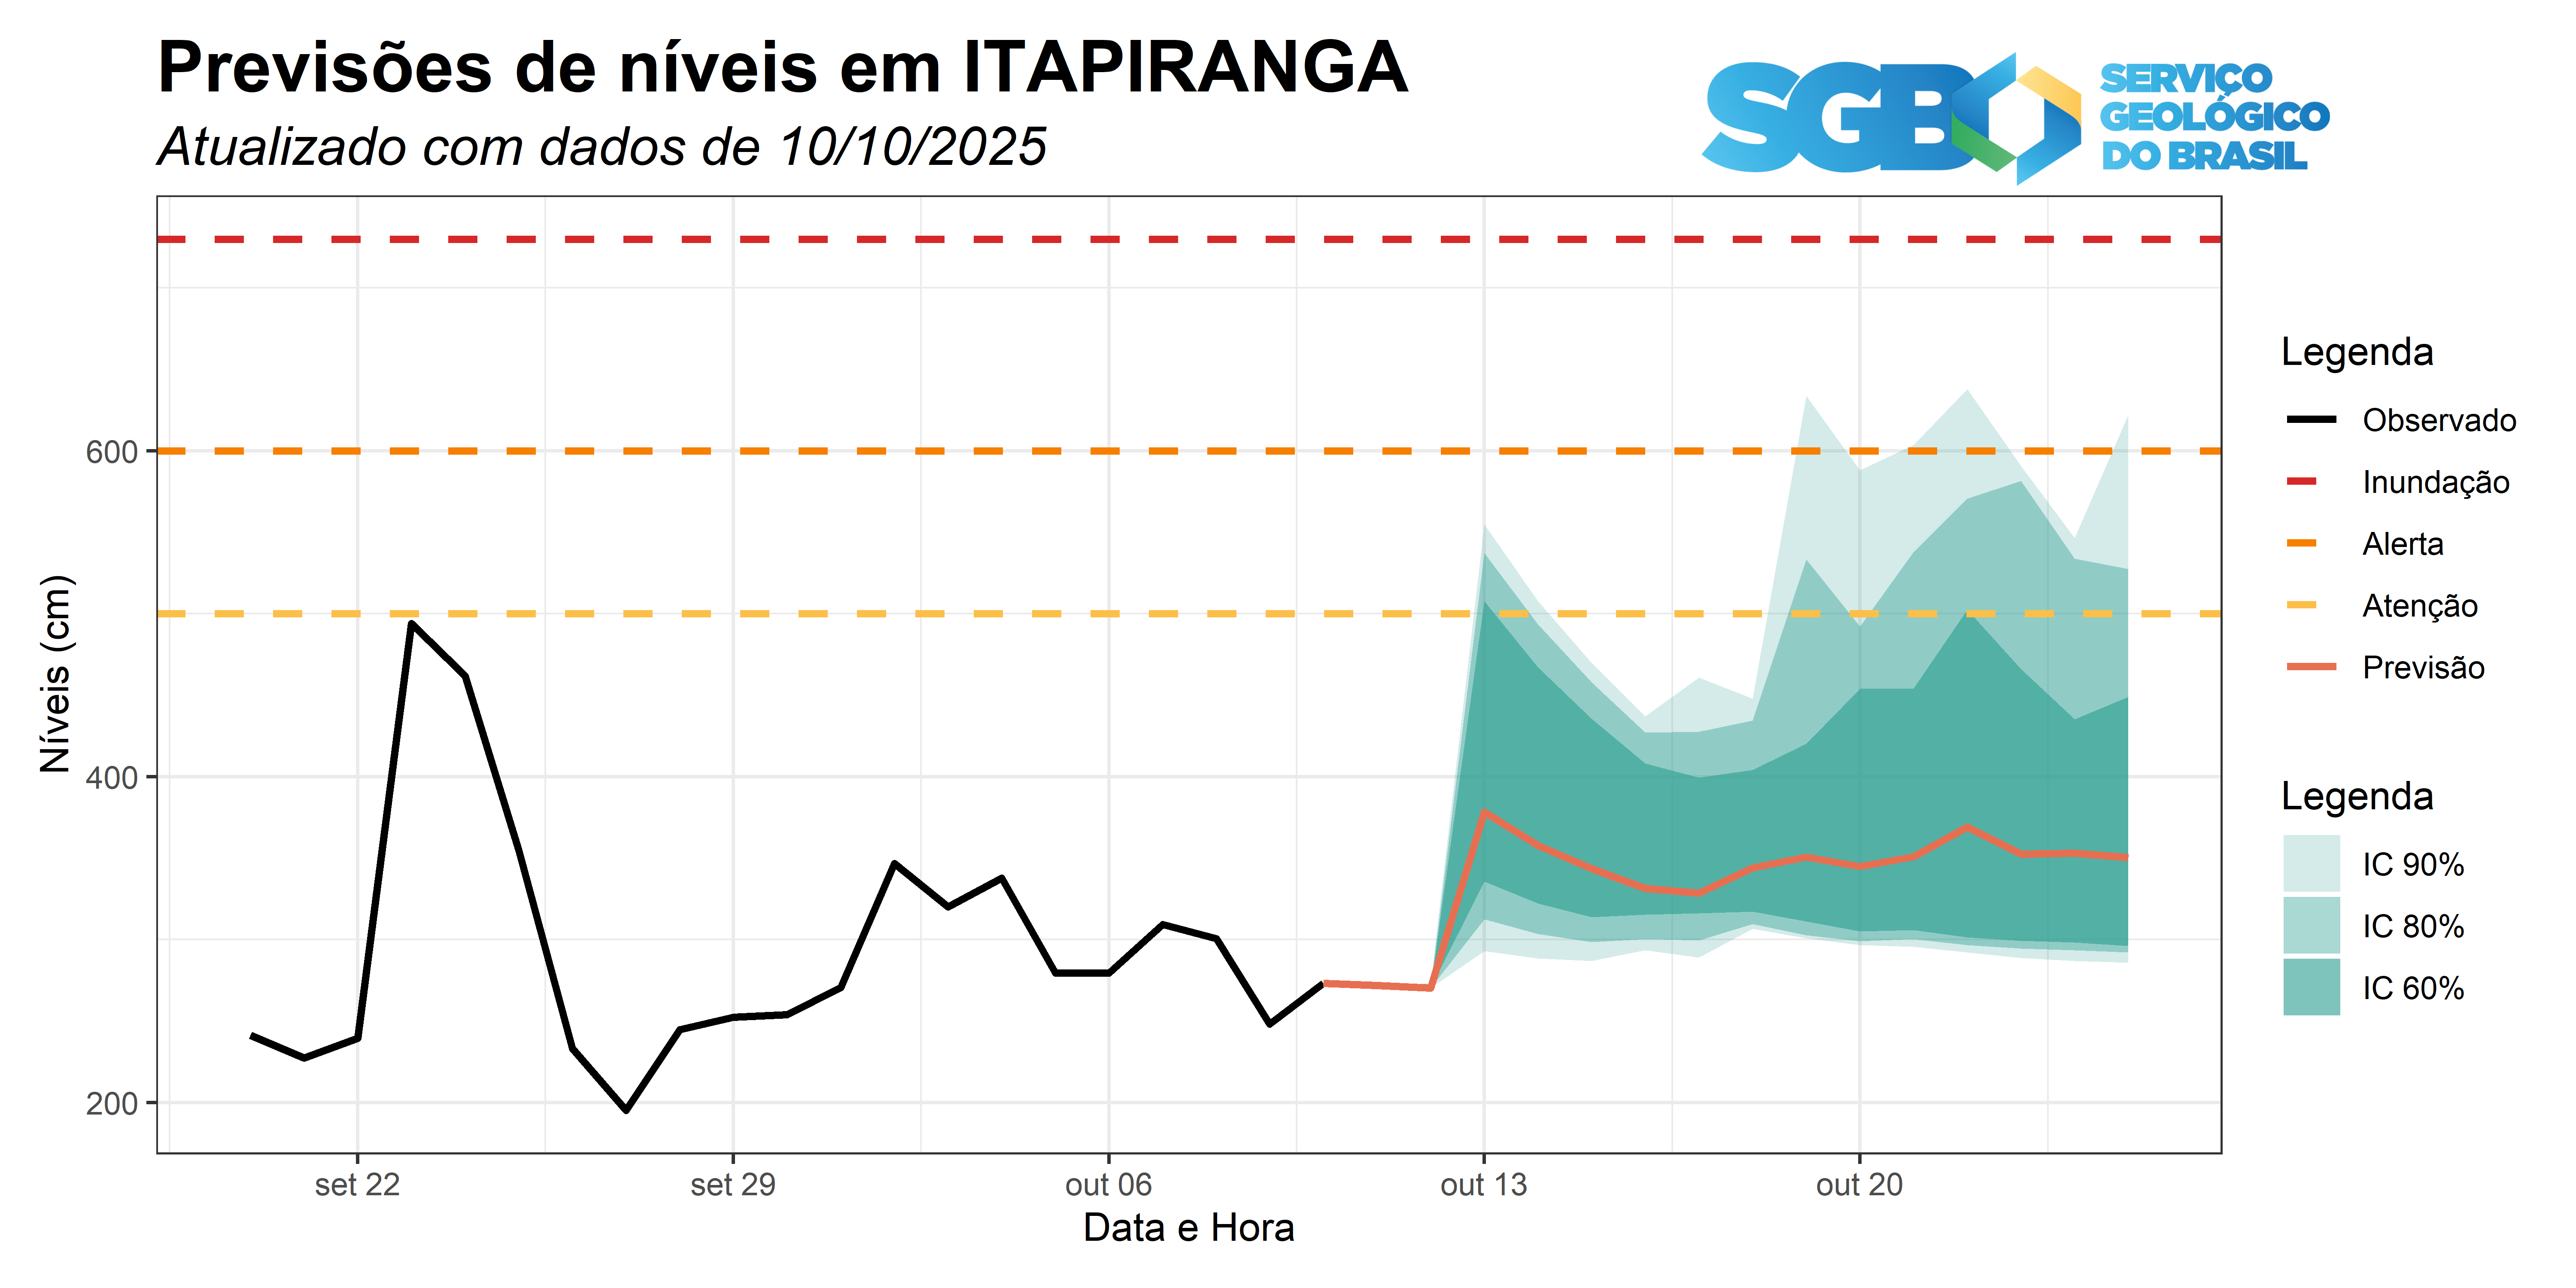 Previsões de níveis em ITAPIRANGA
Atualizado com dados de 10/10/2025
SGB
SERVIÇO
GEOLÓGICO
DO BRASIL
Níveis (cm)
600
400
200
set 22
set 29
out 06
out 13
out 20
Data e Hora
Legenda
Observado
Inundação
Alerta
Atenção
Previsão
Legenda
IC 90%
IC 80%
IC 60%